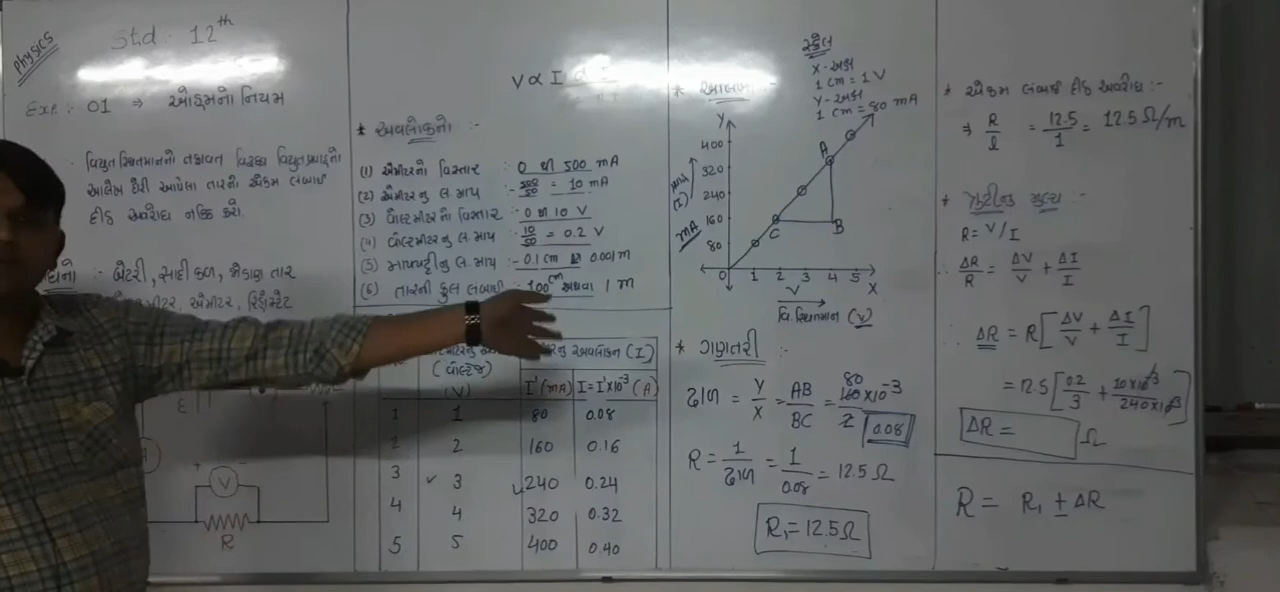 Physics
Std. 12th
Exp. :- 01 ⇒ ઓહ્મનો નિયમ
વિદ્યુત સ્થિતમાનનો તફાવત વિરુદ્ધ વિદ્યુતપ્રવાહનો
આલેખ દોરી આપેલા તારનો એકમ લંબાઈ
દીઠ અવરોધ નક્કિ કરો.
:- બેટરી, સાદી કળ, જોડાણ તાર
મીટર, એમીટર, રિહોસ્ટેટ
E
A
+ V -
R
V α I
* અવલોકનો :-
(1) એમીટરનો વિસ્તાર :- 0 થી 500 mA
(2) એમીટરનુ લ.માપ :- 500/50 = 10 mA
(3) વોલ્ટમીટરનો વિસ્તાર :- 0 થી 10 V
(4) વોલ્ટમીટરનુ લ.માપ :- 10/50 = 0.2 V
(5) માપપટ્ટીનુ લ.માપ :- 0.1 cm 0.001 m
(6) તારની કુલ લંબાઈ :- 100 cm અથવા 1 m
(વોલ્ટેજ) અવલોકન (I)
(V) I' (mA) I = I'×10⁻³ (A)
1 1 80 0.08
2 2 160 0.16
3 ✓ 3 ✓ 240 0.24
4 4 320 0.32
5 5 400 0.40
* આલેખ :-
સ્કેલ
X - અક્ષ
1 cm = 1 V
Y - અક્ષ
1 cm = 80 mA
Y
400
320
240
160
80
0 1 2 3 4 5 X
A
B
C
(I)
mA
V
વિ.સ્થિતમાન (V)
* ગણતરી :-
ઢાળ = Y/X = AB/BC = 80 160×10⁻³/2 0.08
R = 1/ઢાળ = 1/0.08 = 12.5 Ω
R₁ = 12.5 Ω
* એકમ લંબાઈ દીઠ અવરોધ :-
⇒ R/l = 12.5/1 = 12.5 Ω/m
* ત્રુટીનુ મુલ્ય :-
R = V/I
∴ ΔR/R = ΔV/V + ΔI/I
∴ ΔR = R[ΔV/V + ΔI/I]
= 12.5[0.2/3 + 10×10⁻³/240×10⁻³]
ΔR = Ω
R = R₁ ± ΔR